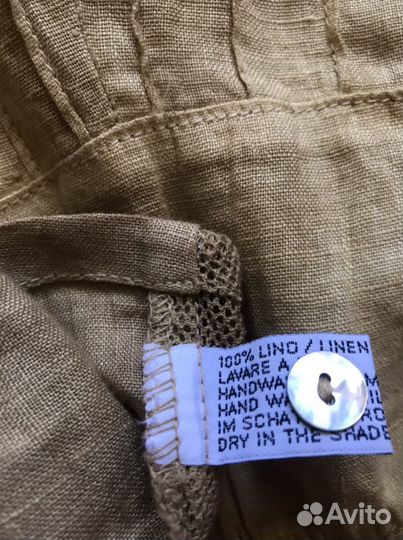 100% LINO / LINEN
LAVARE A
HANDWA
HAND WA
IM SCHA
DRY IN THE SHADE
Avito